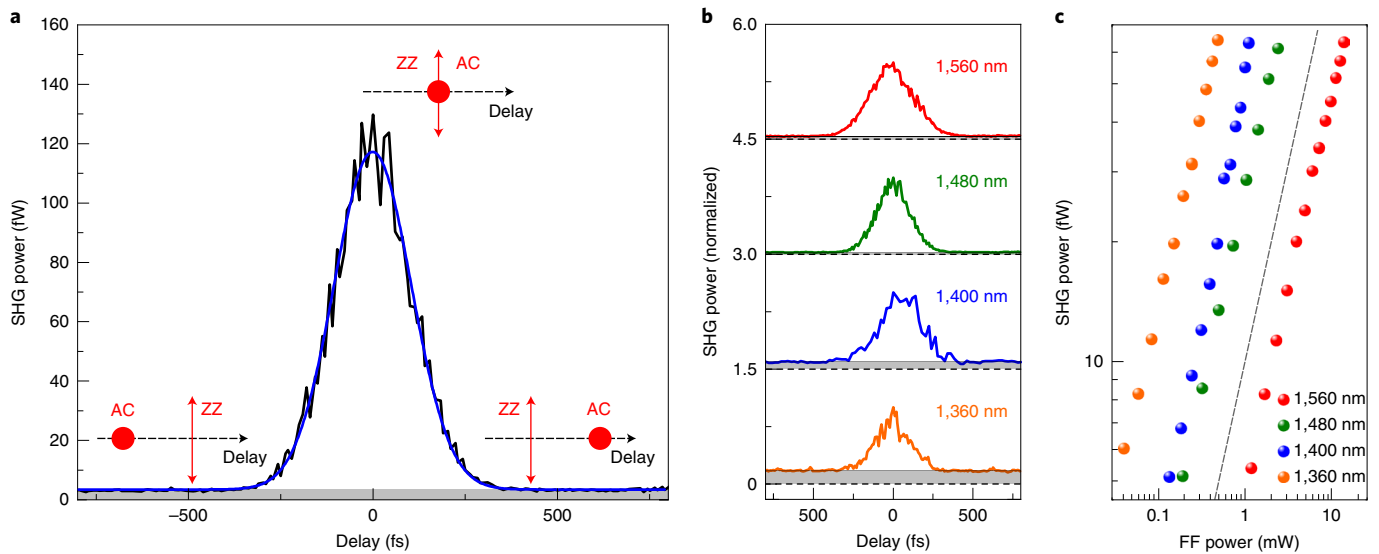 a
160
140
120
100
80
60
40
20
0
SHG power (fW)
ZZ AC
Delay
AC ZZ
Delay
ZZ AC
Delay
−500 0 500
Delay (fs)
b
6.0
4.5
3.0
1.5
0
SHG power (normalized)
1,560 nm
1,480 nm
1,400 nm
1,360 nm
500 0 500
Delay (fs)
c
SHG power (fW)
10
1,560 nm
1,480 nm
1,400 nm
1,360 nm
0.1 1 10
FF power (mW)